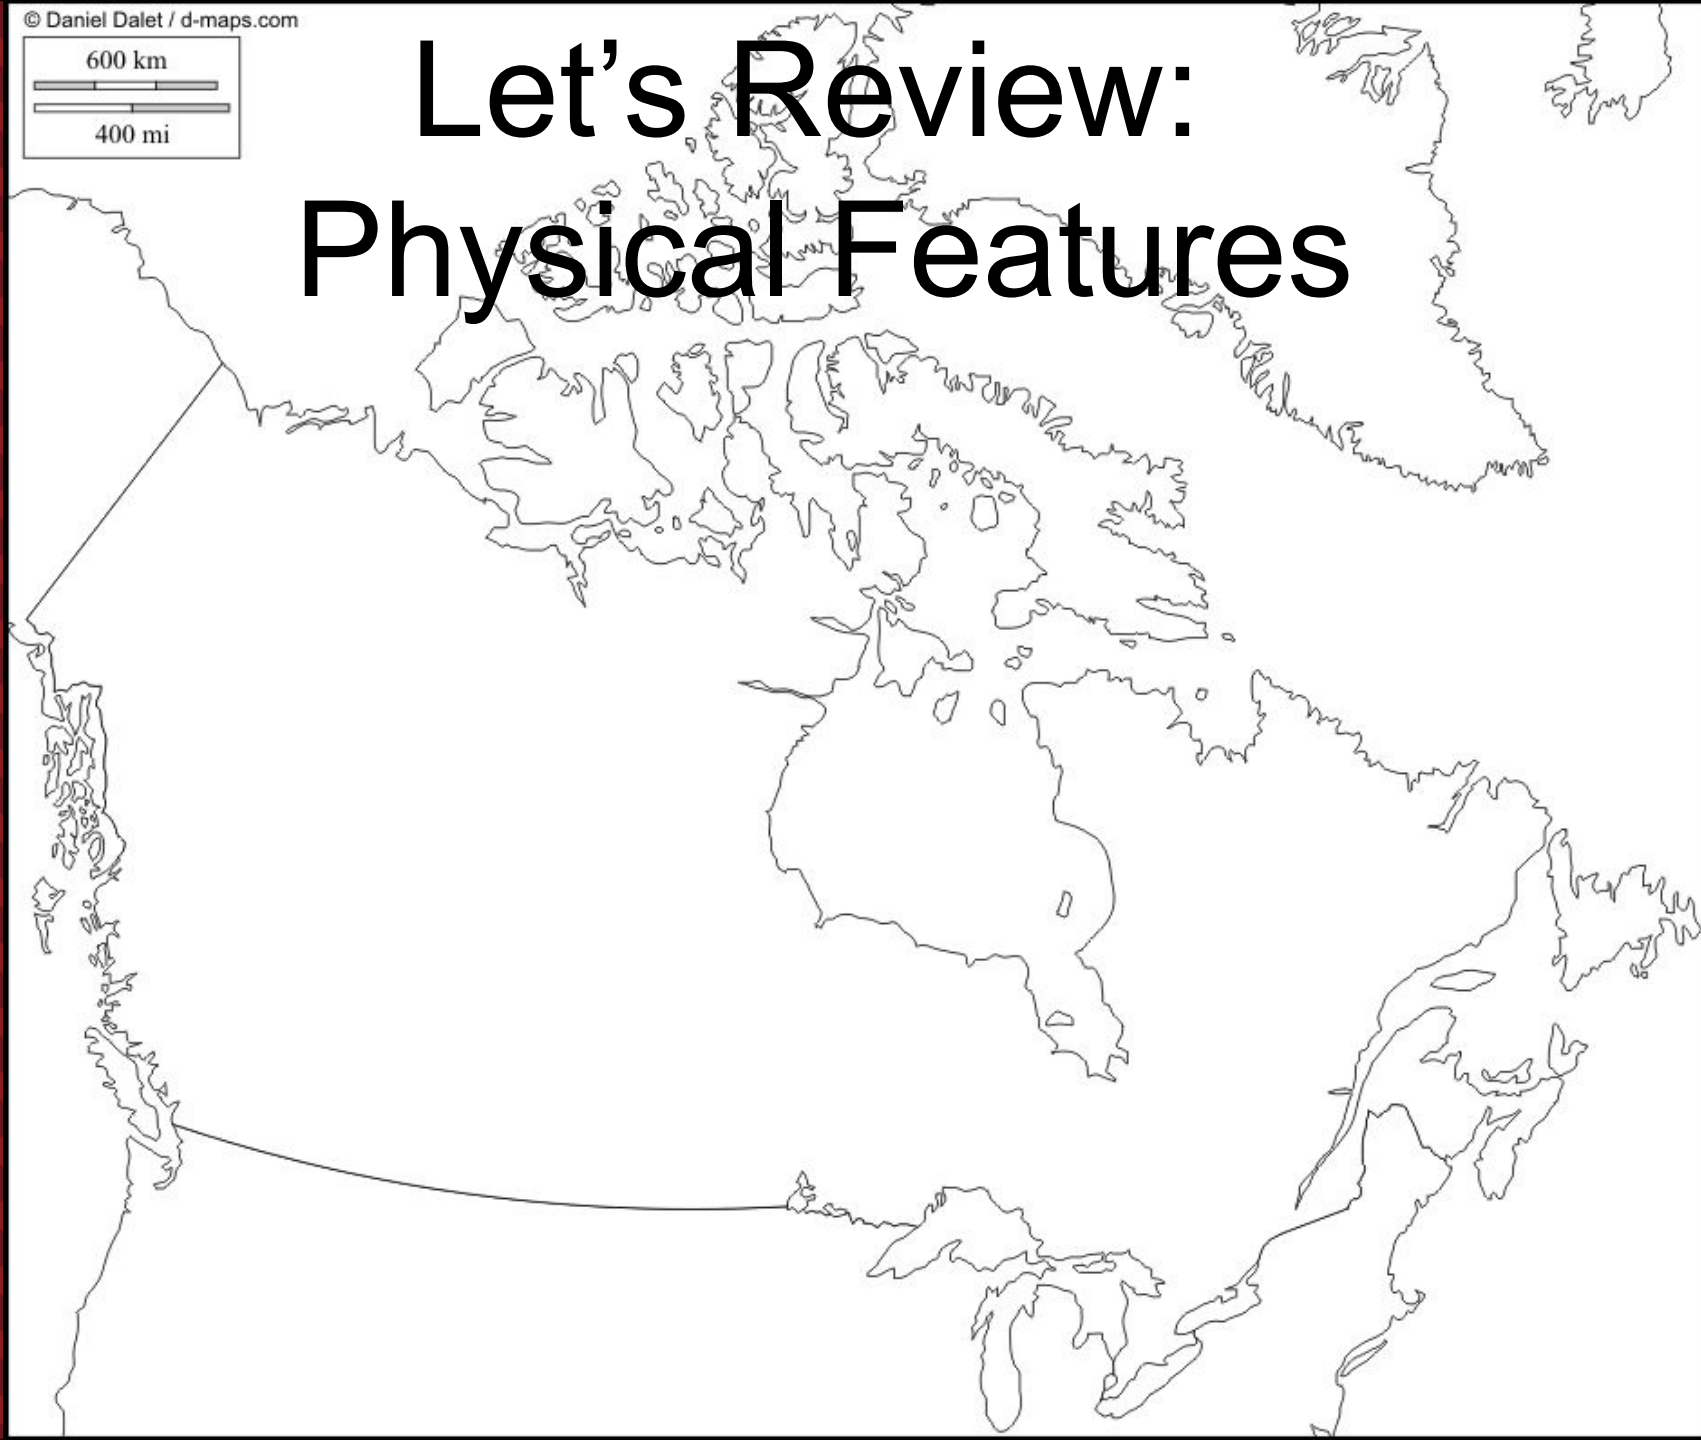 © Daniel Dalet / d-maps.com
600 km
400 mi
Let’s Review:
Physical Features